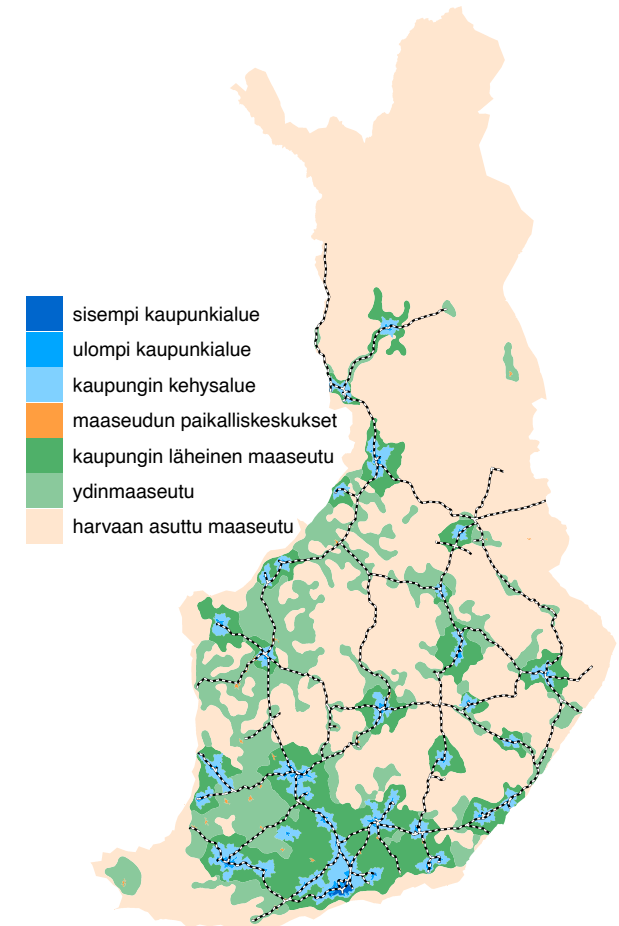 sisempi kaupunkialue
ulompi kaupunkialue
kaupungin kehysalue
maaseudun paikalliskeskukset
kaupungin läheinen maaseutu
ydinmaaseutu
harvaan asuttu maaseutu